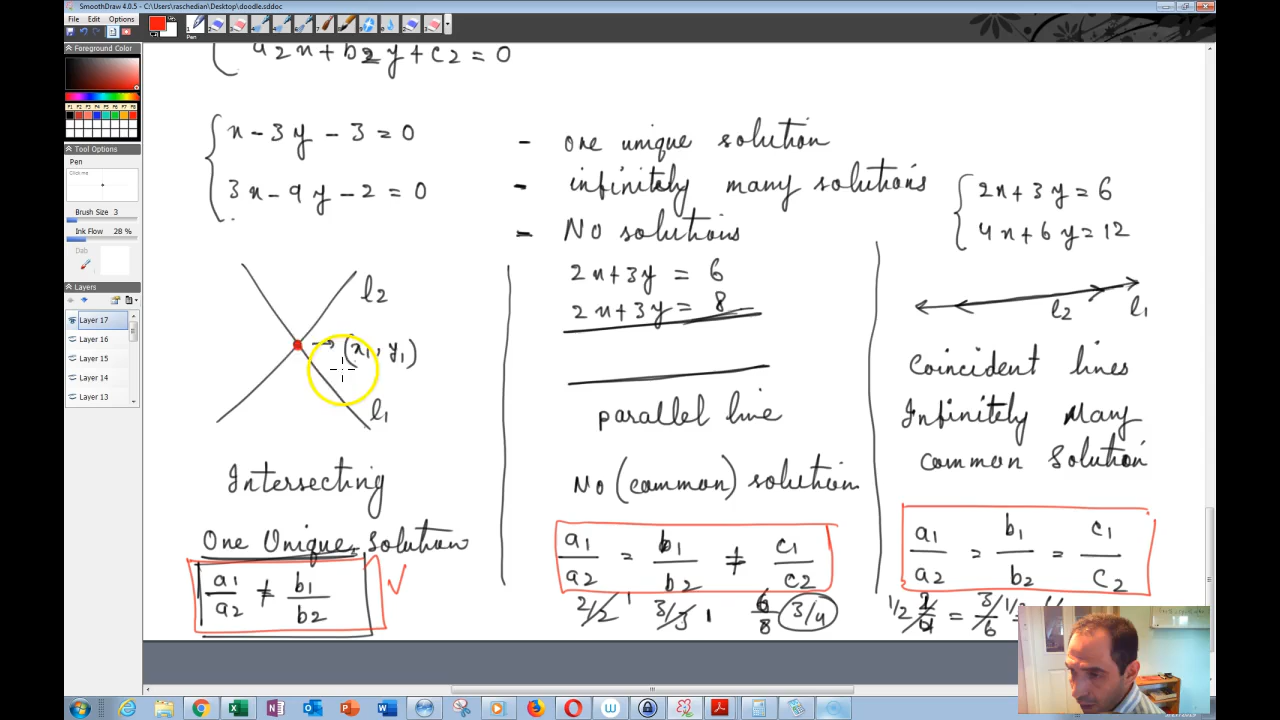 SmoothDraw 4.0.5 - C:\Users\raschedian\Desktop\doodle.sddoc
File Edit Options
Pen
Foreground Color
Tool Options
Pen
Click me
Brush Size 3
Ink Flow 28 %
Dab
Layers
Layer 17
Layer 16
Layer 15
Layer 14
Layer 13
a2x+b2y+c2=0
x-3y-3=0
3x-9y-2=0
- one unique solution
- infinitely many solutions
- No solutions
2x+3y=6
4x+6y=12
l2
→(x1, y1)
l1
Intersecting
One Unique solution
a1/a2 ≠ b1/b2 √
2x+3y = 6
2x+3y = 8
parallel line
No (common) solution
a1/a2 = b1/b2 ≠ c1/c2
2/2 1 3/3 1 6/8 3/4
l2 l1
Coincident lines
Infinitely Many
common Solution
a1/a2 = b1/b2 = c1/c2
1/2 2/4 = 3/6 1/2 =